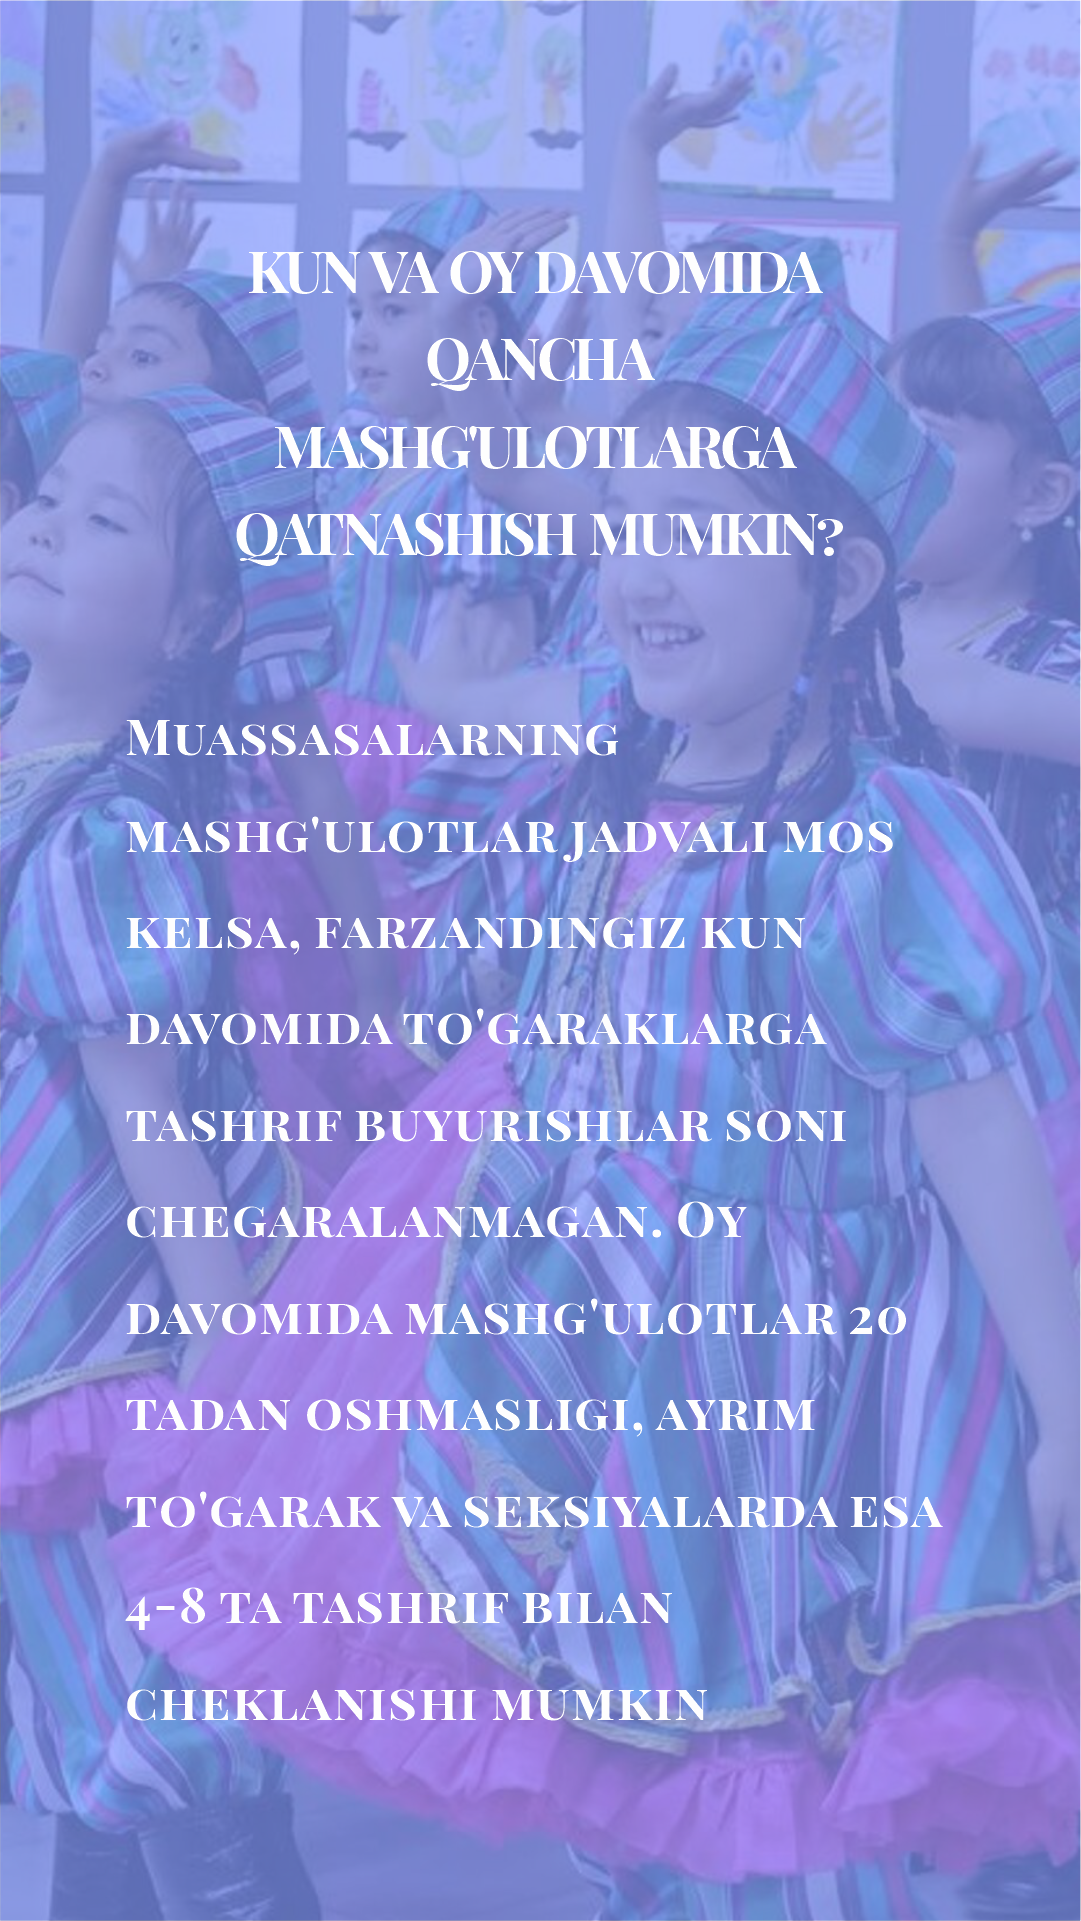 KUN VA OY DAVOMIDA
QANCHA
MASHG'ULOTLARGA
QATNASHISH MUMKIN?
Muassasalarning
mashg'ulotlar jadvali mos
kelsa, farzandingiz kun
davomida to'garaklarga
tashrif buyurishlar soni
chegaralanmagan. Oy
davomida mashg'ulotlar 20
tadan oshmasligi, ayrim
to'garak va seksiyalarda esa
4-8 ta tashrif bilan
cheklanishi mumkin